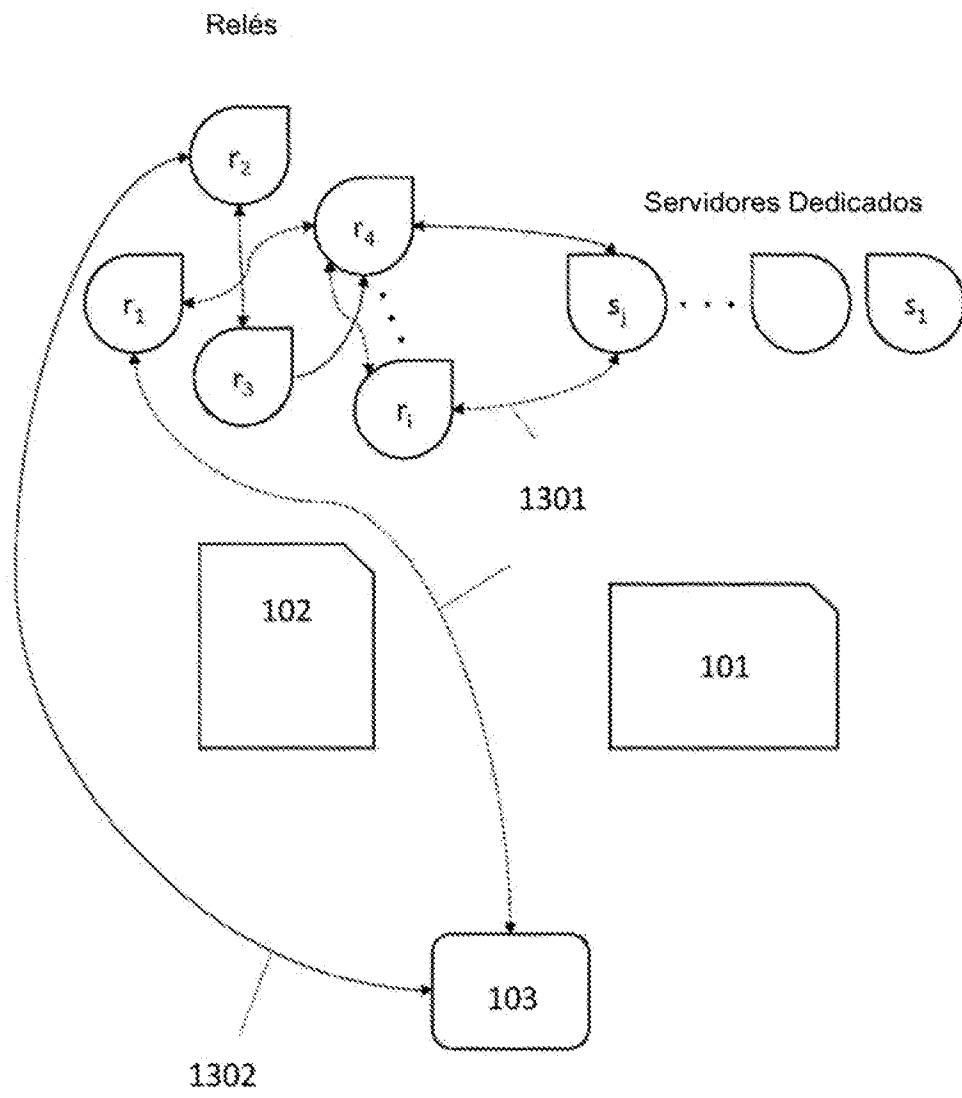 Relés
r₂
r₄
Servidores Dedicados
r₁
sⱼ
s₁
r₃
rᵢ
1301
102
101
103
1302